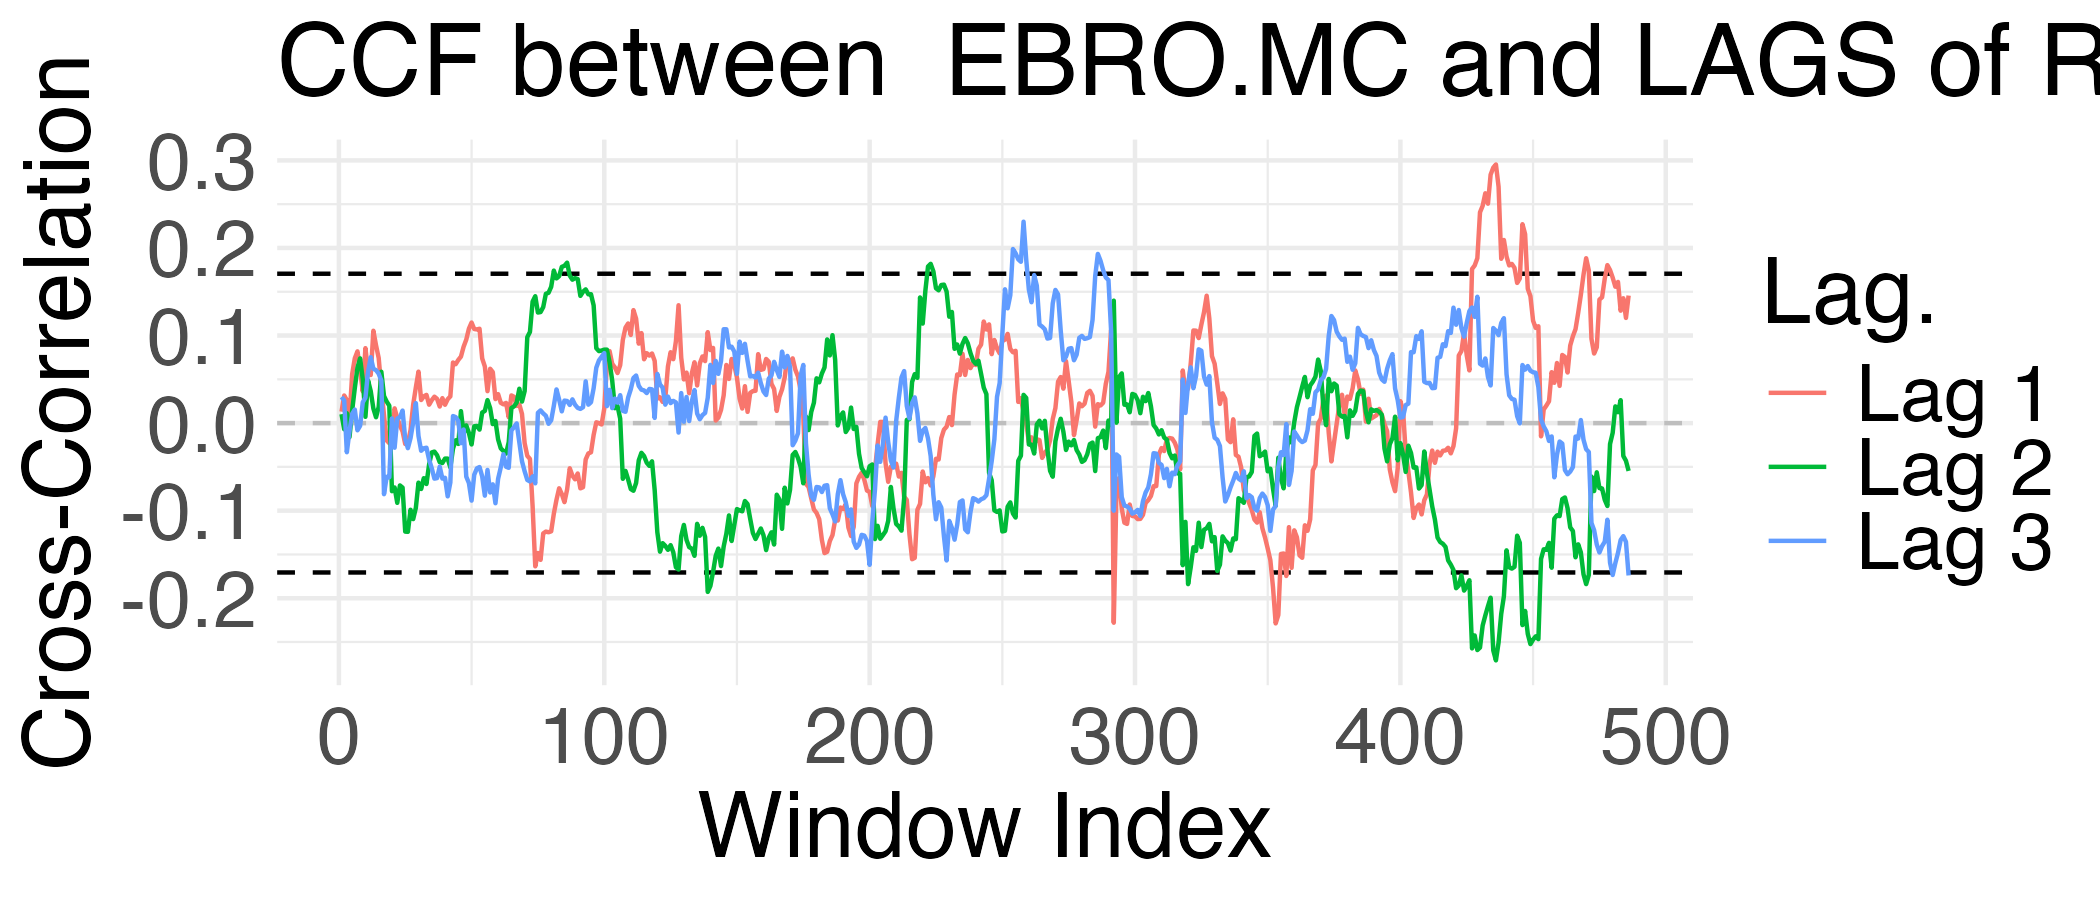 CCF between  EBRO.MC and LAGS of R
Cross-Correlation
0.3
0.2
0.1
0.0
-0.1
-0.2
0
100
200
300
400
500
Window Index
Lag.
Lag 1
Lag 2
Lag 3